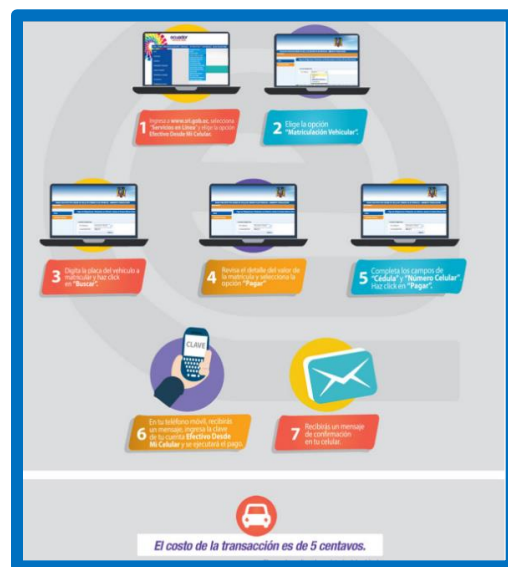 ecuador
1 Ingresa a www.sri.gob.ec, selecciona
"Servicios en Línea" y elige la opción
Efectivo Desde Mi Celular.
2 Elige la opción
"Matriculación Vehicular".
3 Digita la placa del vehículo a
matricular y haz click
en "Buscar".
4 Revisa el detalle del valor de
la matrícula y selecciona la
opción "Pagar"
5 Completa los campos de
"Cédula" y "Número Celular".
Haz click en "Pagar".
CLAVE
6 En tu teléfono móvil, recibirás
un mensaje, ingresa la clave
de tu cuenta Efectivo Desde
Mi Celular y se ejecutará el pago.
7 Recibirás un mensaje
de confirmación
en tu celular.
El costo de la transacción es de 5 centavos.